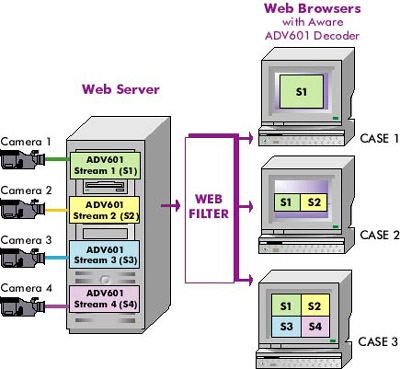 Web Browsers
with Aware
ADV601 Decoder
Web Server
S1
CASE 1
Camera 1
ADV601
Stream 1 (S1)
Camera 2
ADV601
Stream 2 (S2)
WEB
FILTER
S1 S2
CASE 2
Camera 3
ADV601
Stream 3 (S3)
Camera 4
ADV601
Stream 4 (S4)
S1 S2
S3 S4
CASE 3